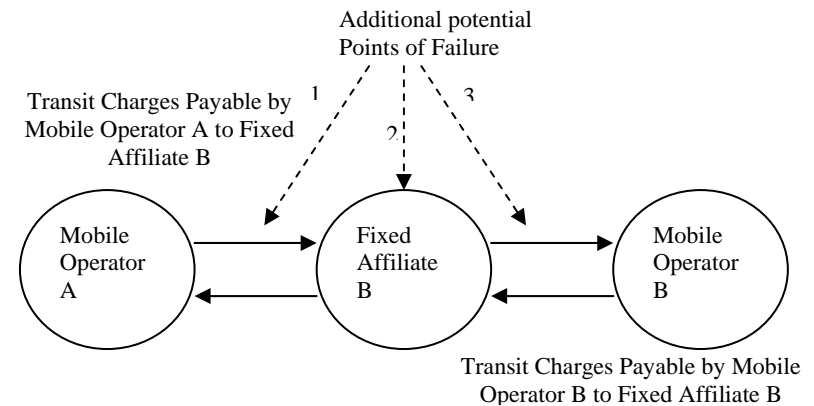 Additional potential
Points of Failure
Transit Charges Payable by
Mobile Operator A to Fixed
Affiliate B
1
2
3
Mobile
Operator
A
Fixed
Affiliate
B
Mobile
Operator
B
Transit Charges Payable by Mobile
Operator B to Fixed Affiliate B